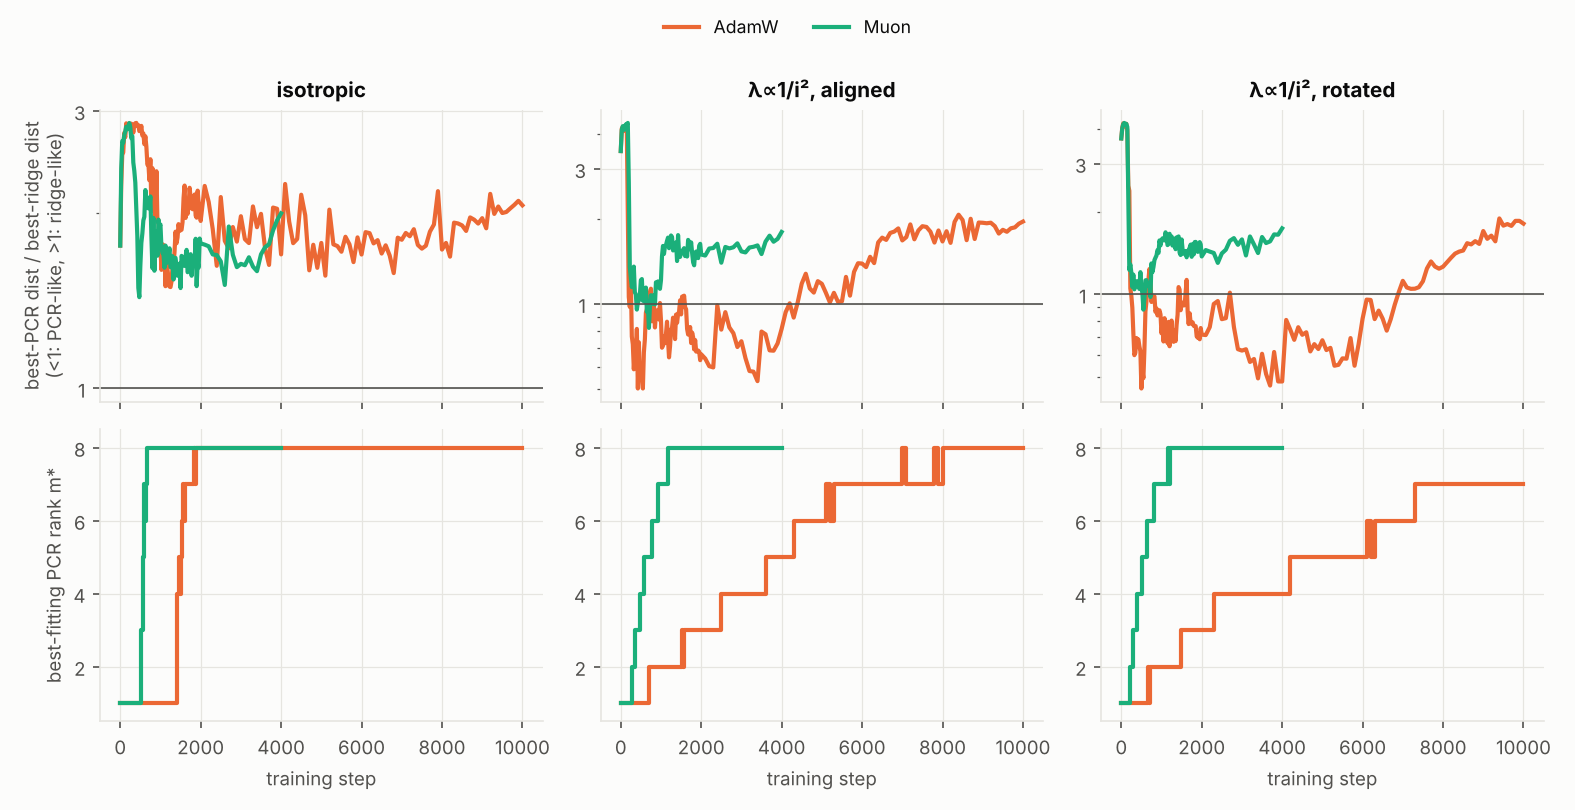 AdamW
Muon
isotropic
λ∝1/i², aligned
λ∝1/i², rotated
best-PCR dist / best-ridge dist
(<1: PCR-like, >1: ridge-like)
3
1
3
1
3
1
best-fitting PCR rank m*
8
6
4
2
8
6
4
2
8
6
4
2
0 2000 4000 6000 8000 10000
0 2000 4000 6000 8000 10000
0 2000 4000 6000 8000 10000
training step
training step
training step